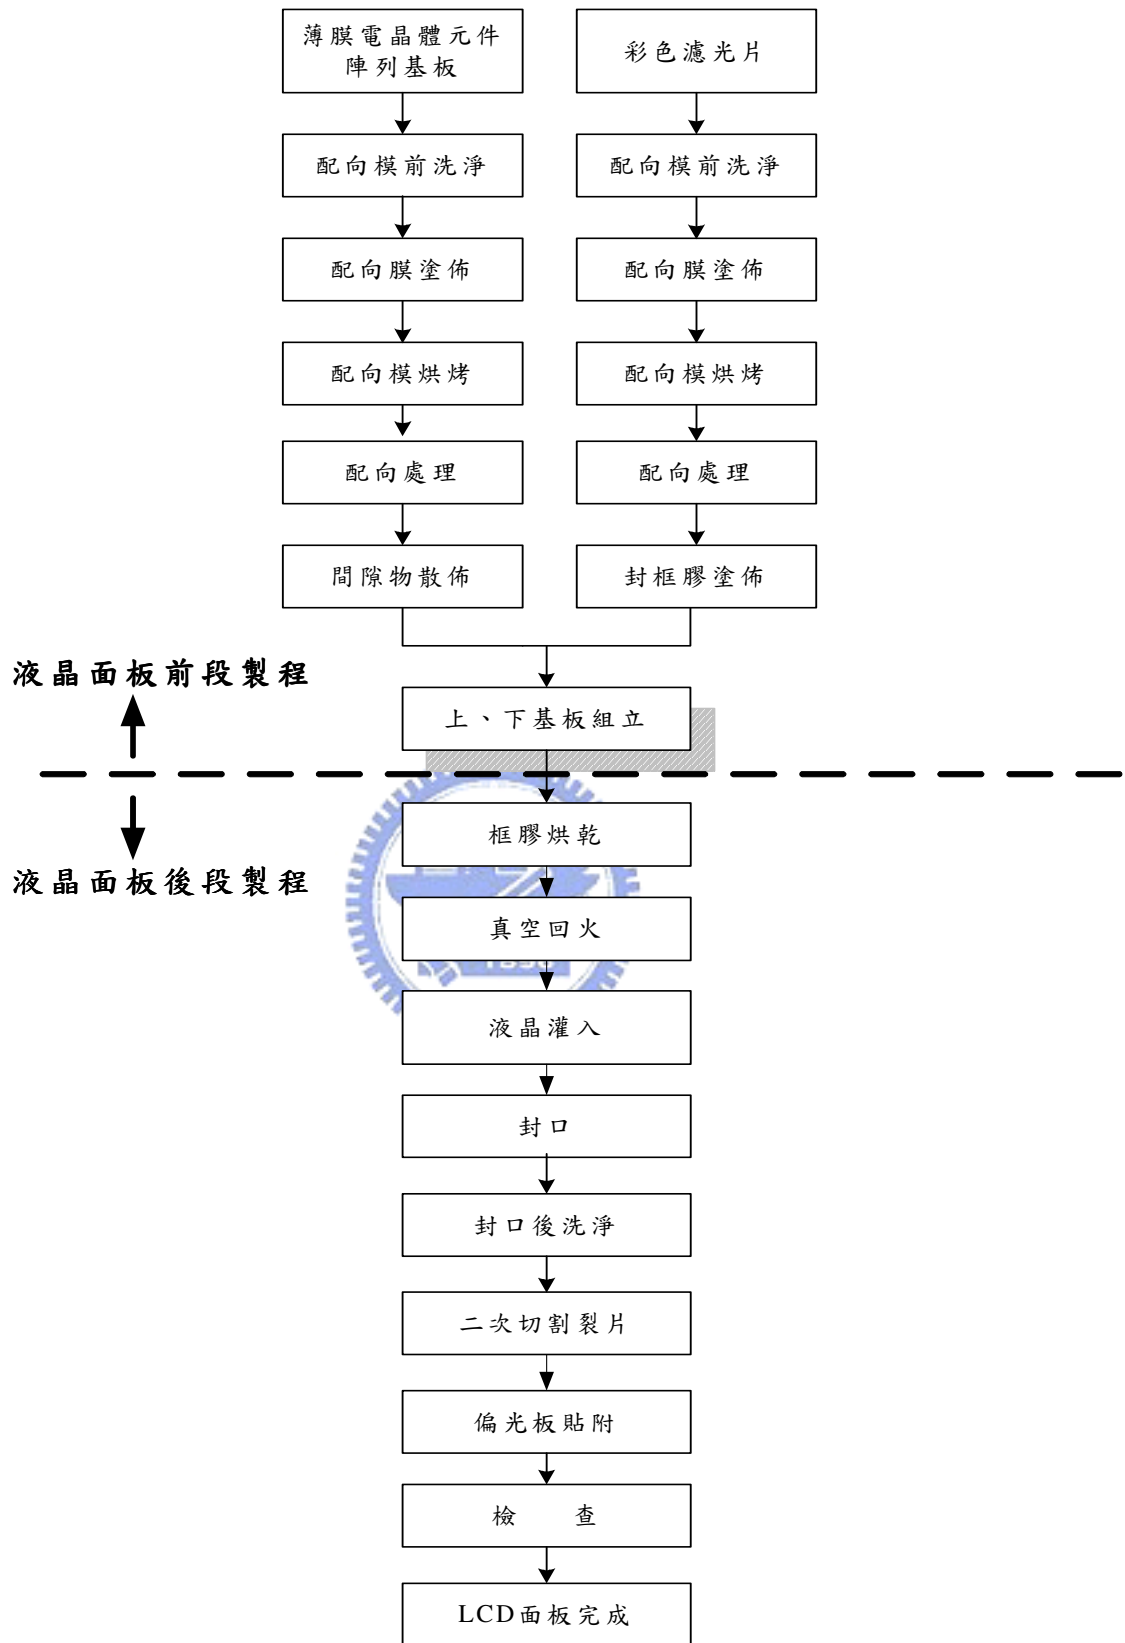 薄膜電晶體元件
陣列基板
彩色濾光片
配向模前洗淨
配向模前洗淨
配向膜塗佈
配向膜塗佈
配向模烘烤
配向模烘烤
配向處理
配向處理
間隙物散佈
封框膠塗佈
液晶面板前段製程
上、下基板組立
框膠烘乾
液晶面板後段製程
真空回火
1896
液晶灌入
封口
封口後洗淨
二次切割裂片
偏光板貼附
檢 查
LCD面板完成